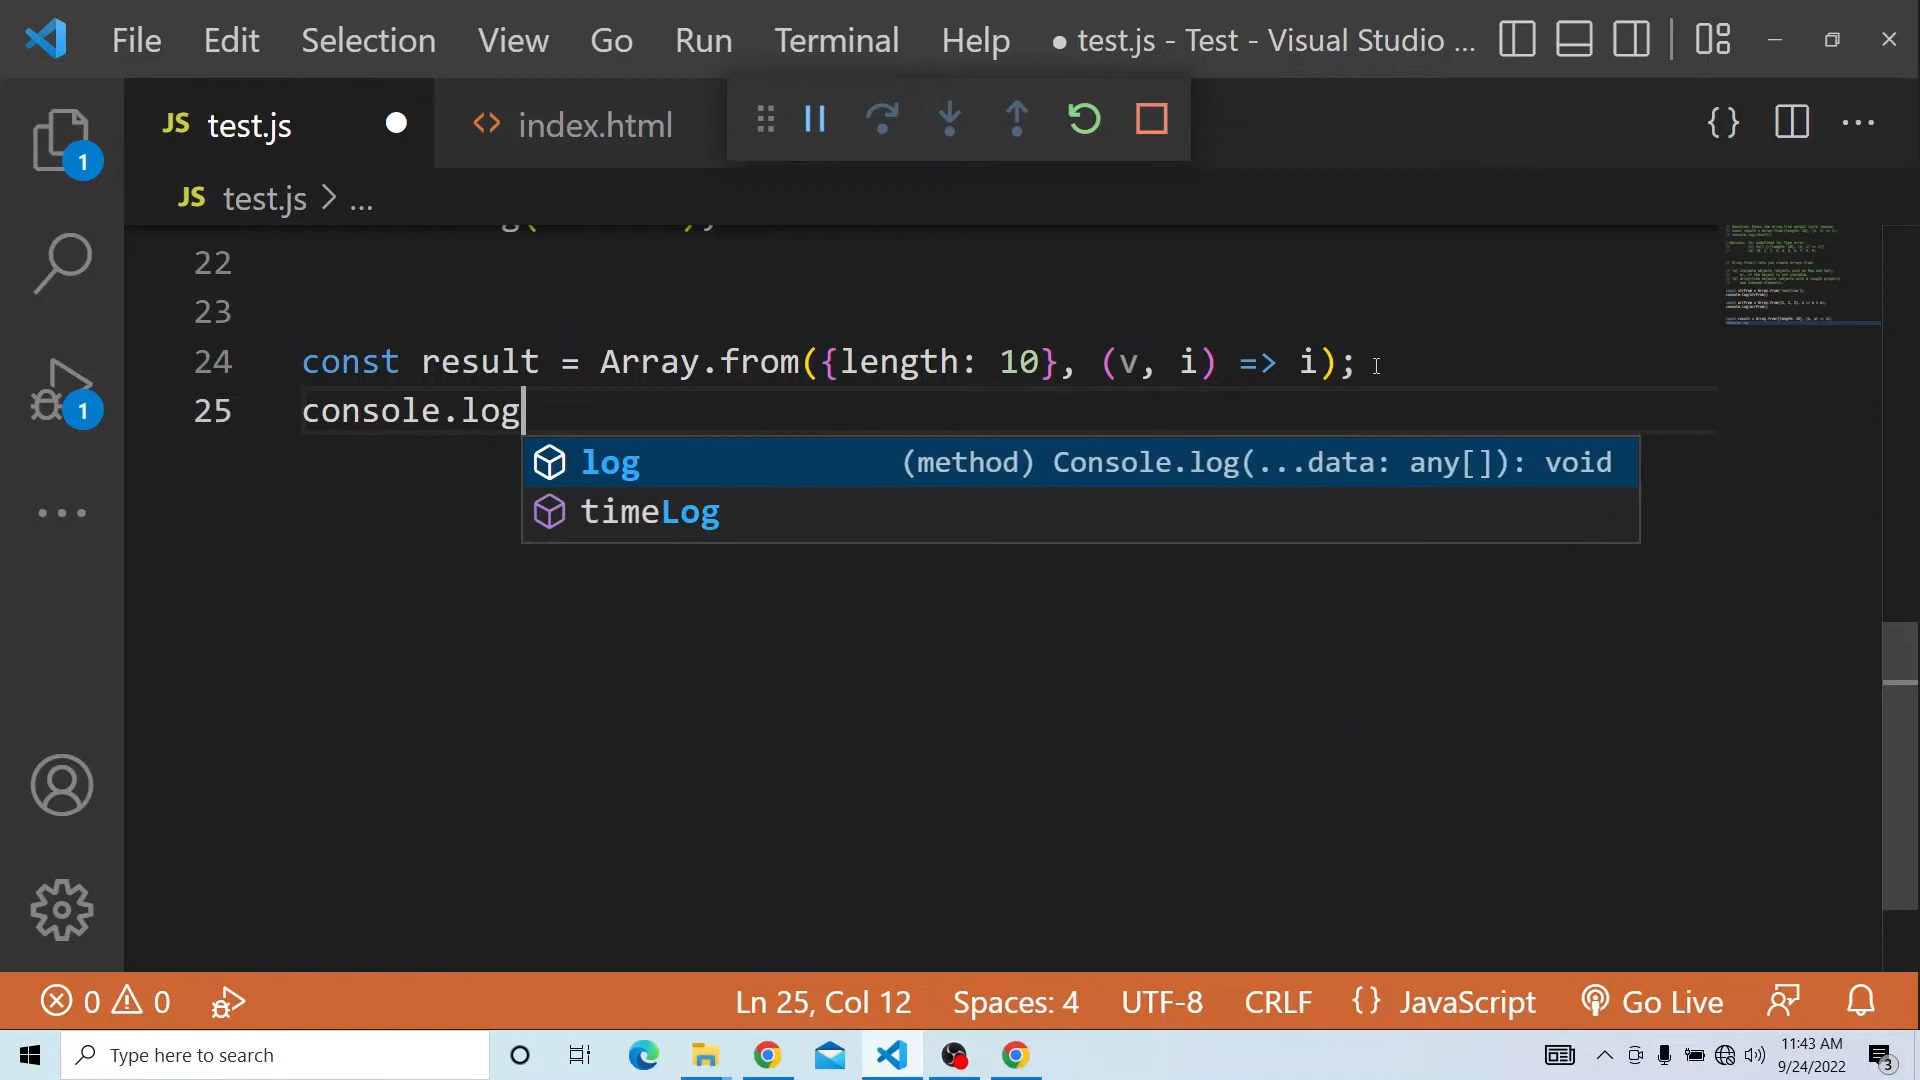 File Edit Selection View Go Run Terminal Help ● test.js - Test - Visual Studio ...
JS test.js ● <> index.html
JS test.js > ...
22
23
24 const result = Array.from({length: 10}, (v, i) => i);
25 console.log
log (method) Console.log(...data: any[]): void
timeLog
1
1
0 0 Ln 25, Col 12 Spaces: 4 UTF-8 CRLF {} JavaScript Go Live
Type here to search
11:43 AM
9/24/2022
3